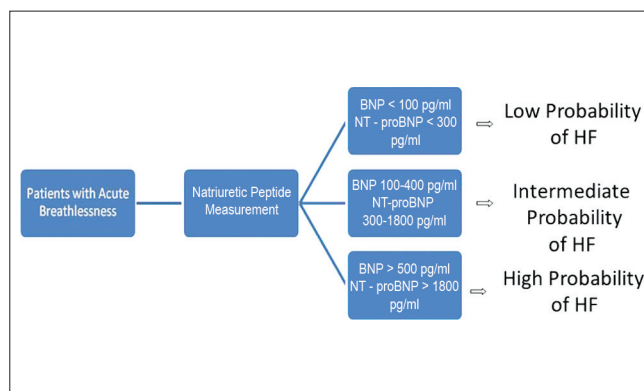 Patients with Acute
Breathlessness
Natriuretic Peptide
Measurement
BNP < 100 pg/ml
NT - proBNP < 300
pg/ml
Low Probability
of HF
BNP 100-400 pg/ml
NT-proBNP
300-1800 pg/ml
Intermediate
Probability
of HF
BNP > 500 pg/ml
NT - proBNP > 1800
pg/ml
High Probability
of HF